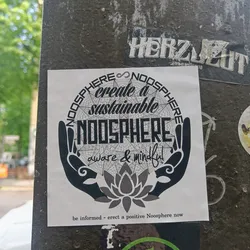 HERZ
NOOSPHERE∞NOOSPHERE
create a
sustainable
NOOSPHERE
aware & mindful
be informed - erect a positive Noosphere now